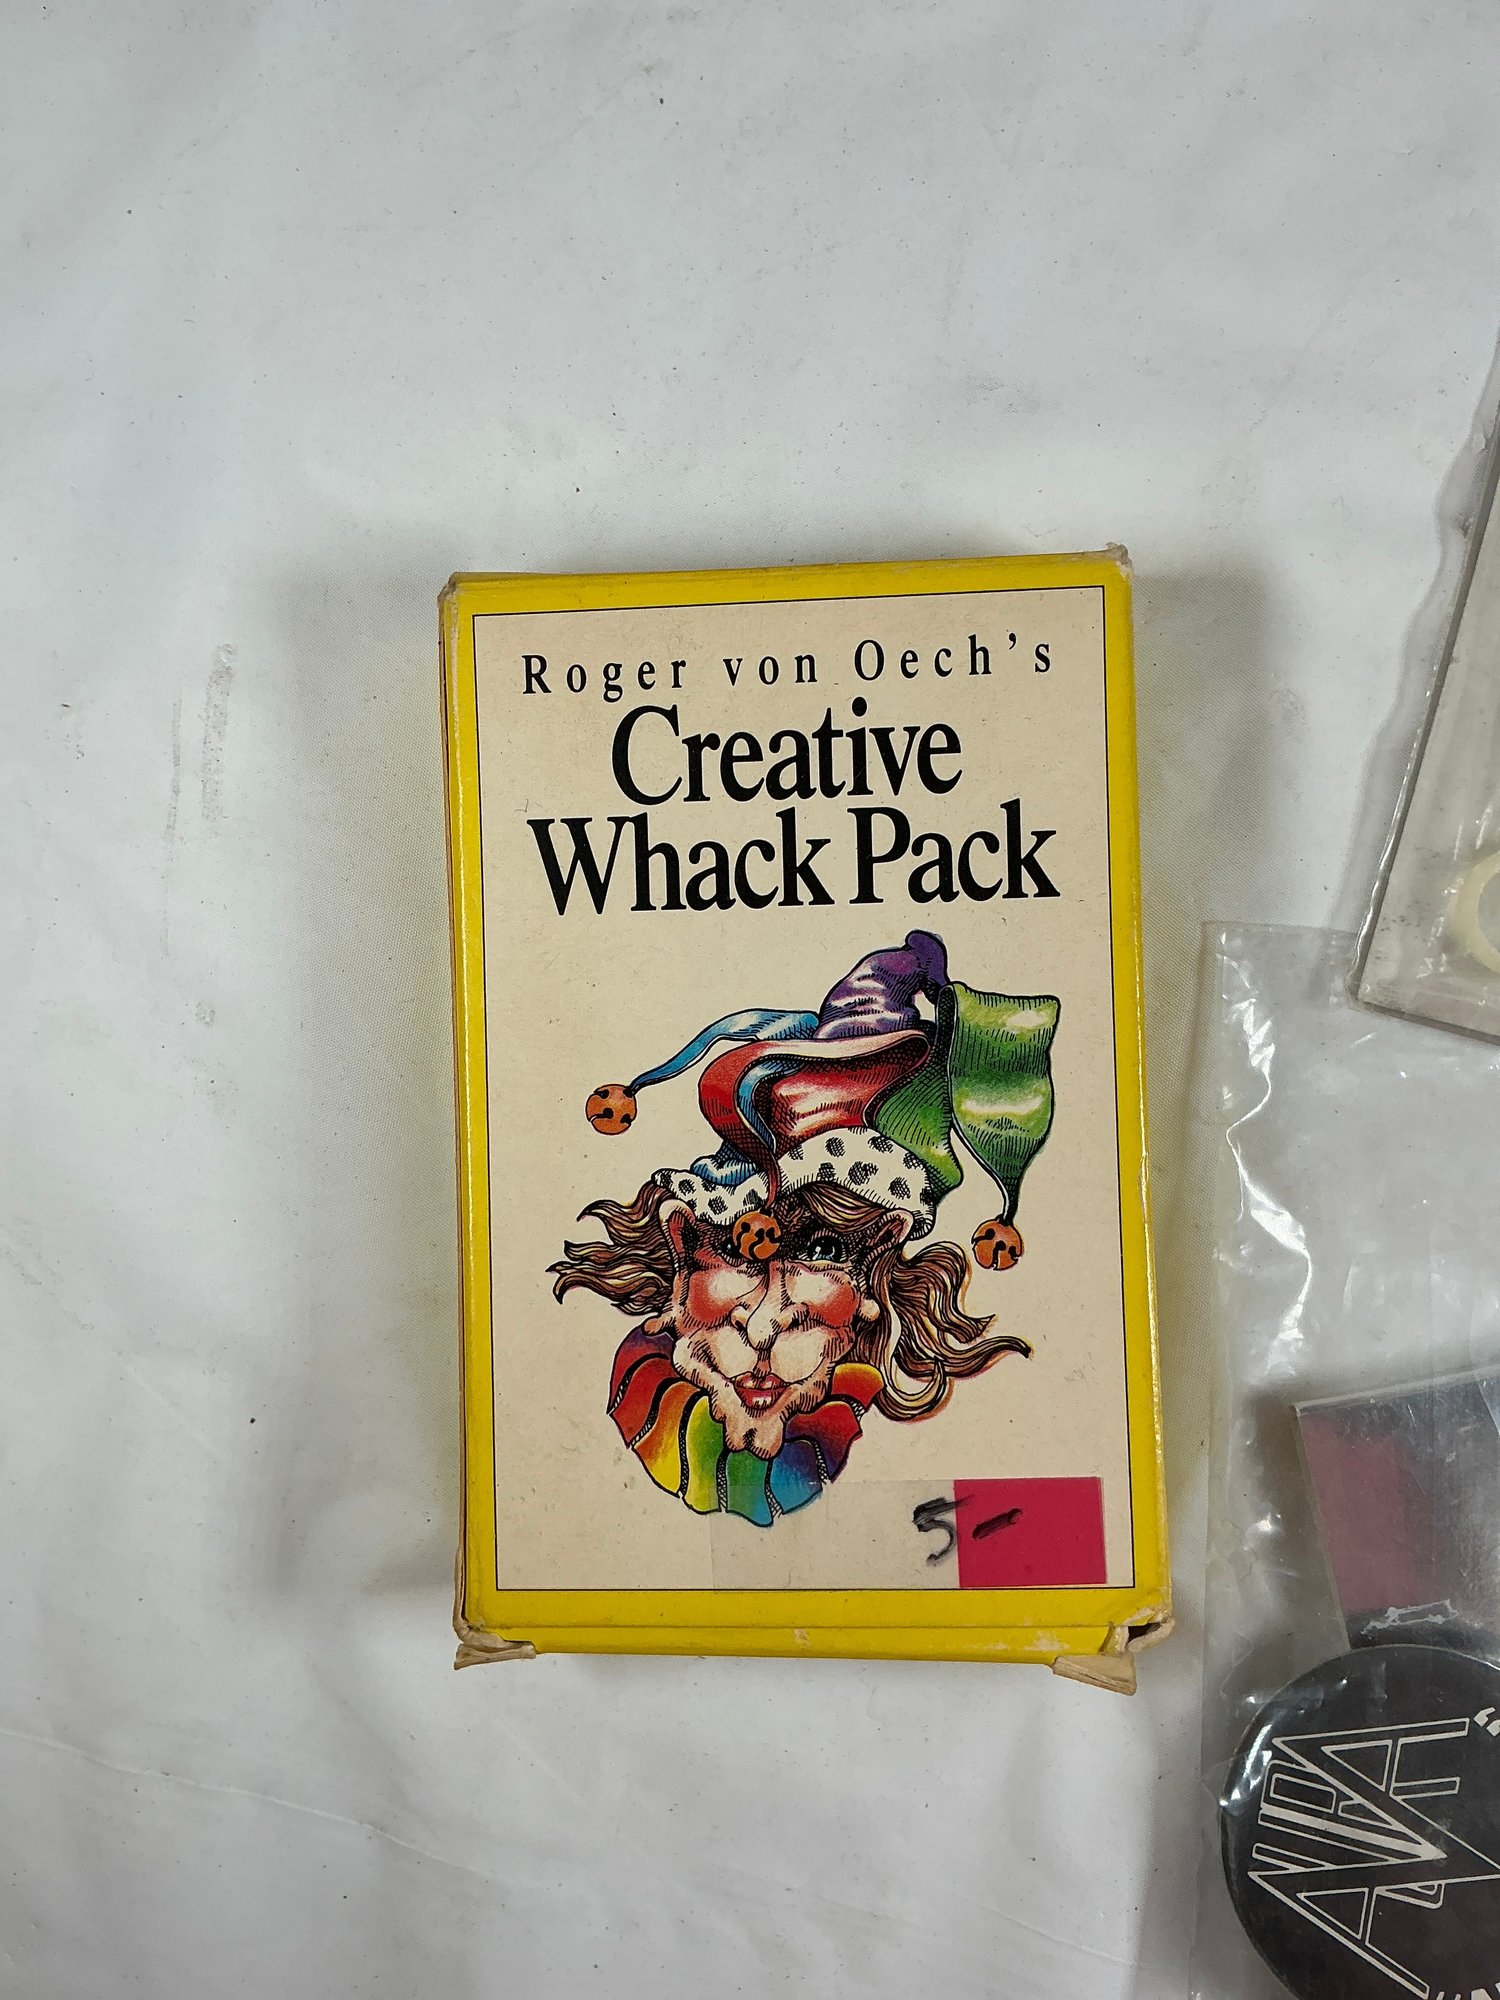 Roger von Oech's
Creative
Whack Pack
5-